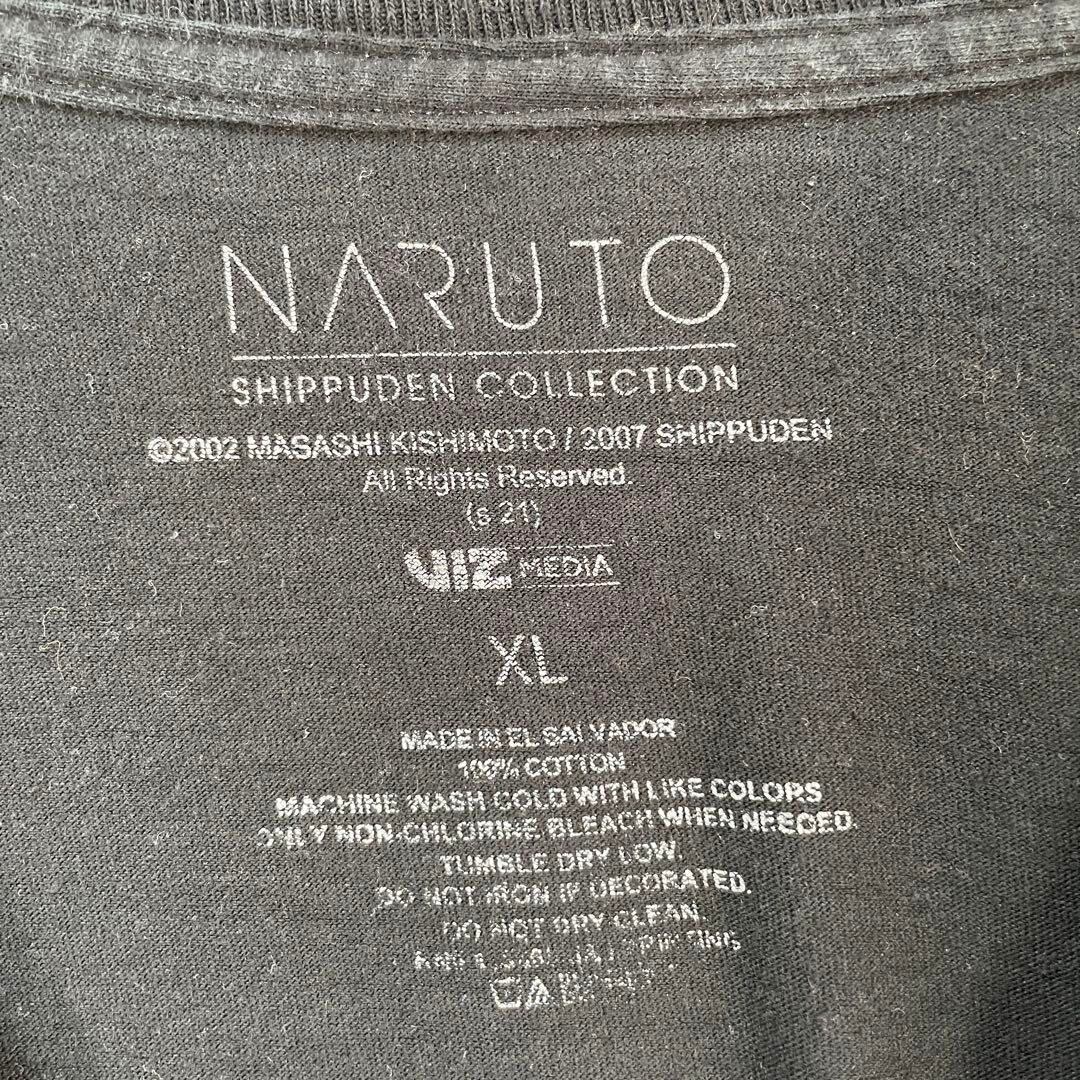 NARUTO
SHIPPUDEN COLLECTION
©2002 MASASHI KISHIMOTO / 2007 SHIPPUDEN
All Rights Reserved.
(s 21)
VIZ MEDIA
XL
MADE IN EL SALVADOR
100% COTTON
MACHINE WASH COLD WITH LIKE COLORS
ONLY NON-CHLORINE BLEACH WHEN NEEDED.
TUMBLE DRY LOW.
DO NOT IRON IF DECORATED.
DO NOT DRY CLEAN.